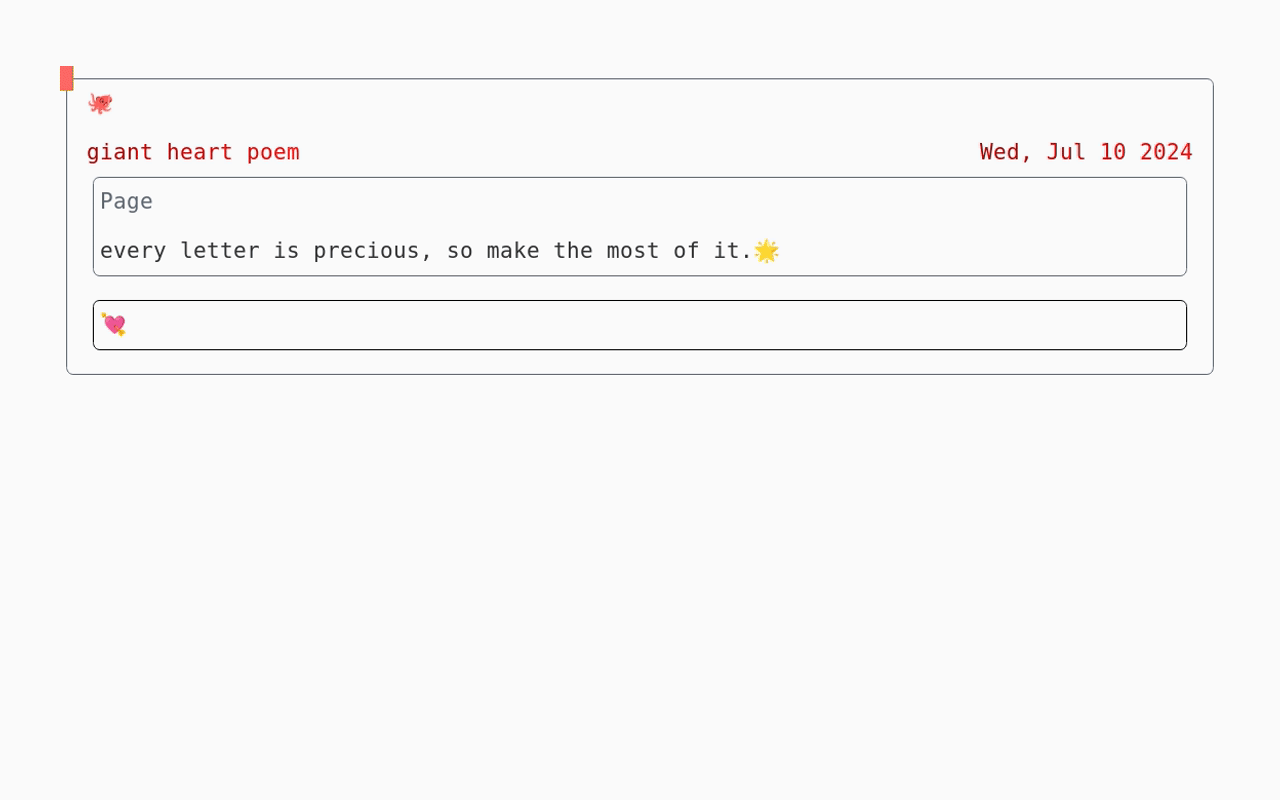 🐙
giant heart poem Wed, Jul 10 2024
Page
every letter is precious, so make the most of it.🌟
💘